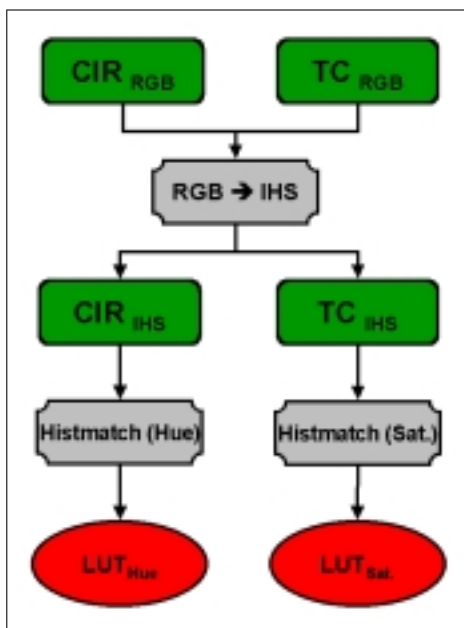 CIR RGB
TC RGB
RGB ➔ IHS
CIR IHS
TC IHS
Histmatch (Hue)
Histmatch (Sat.)
LUT Hue
LUT Sat.